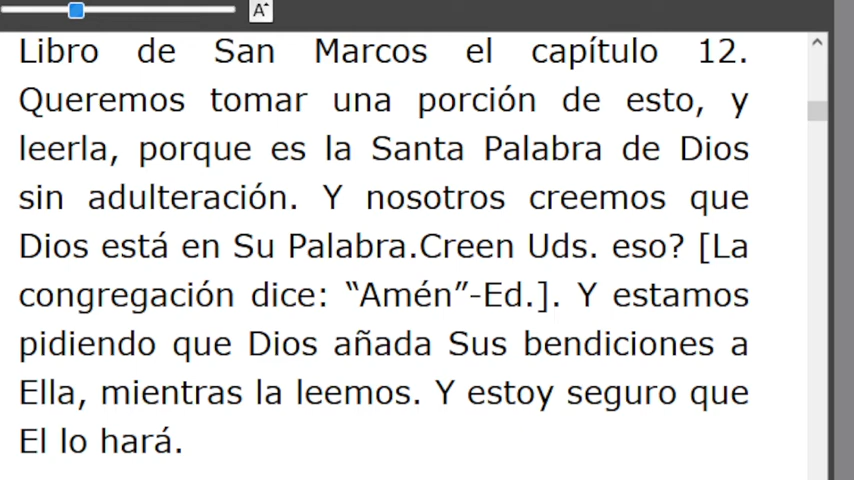 A
Libro de San Marcos el capítulo 12.
Queremos tomar una porción de esto, y
leerla, porque es la Santa Palabra de Dios
sin adulteración. Y nosotros creemos que
Dios está en Su Palabra.Creen Uds. eso? [La
congregación dice: “Amén”-Ed.]. Y estamos
pidiendo que Dios añada Sus bendiciones a
Ella, mientras la leemos. Y estoy seguro que
El lo hará.